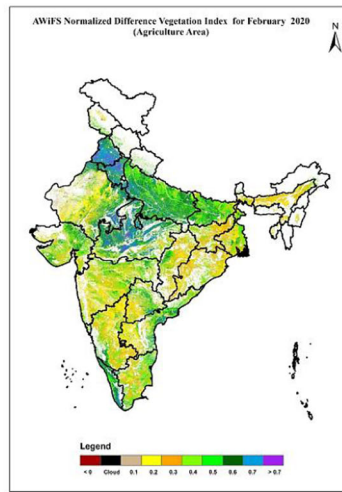 AWiFS Normalized Difference Vegetation Index for February 2020
(Agriculture Area)
N
Legend
< 0 Cloud 0.1 0.2 0.3 0.4 0.5 0.6 0.7 > 0.7